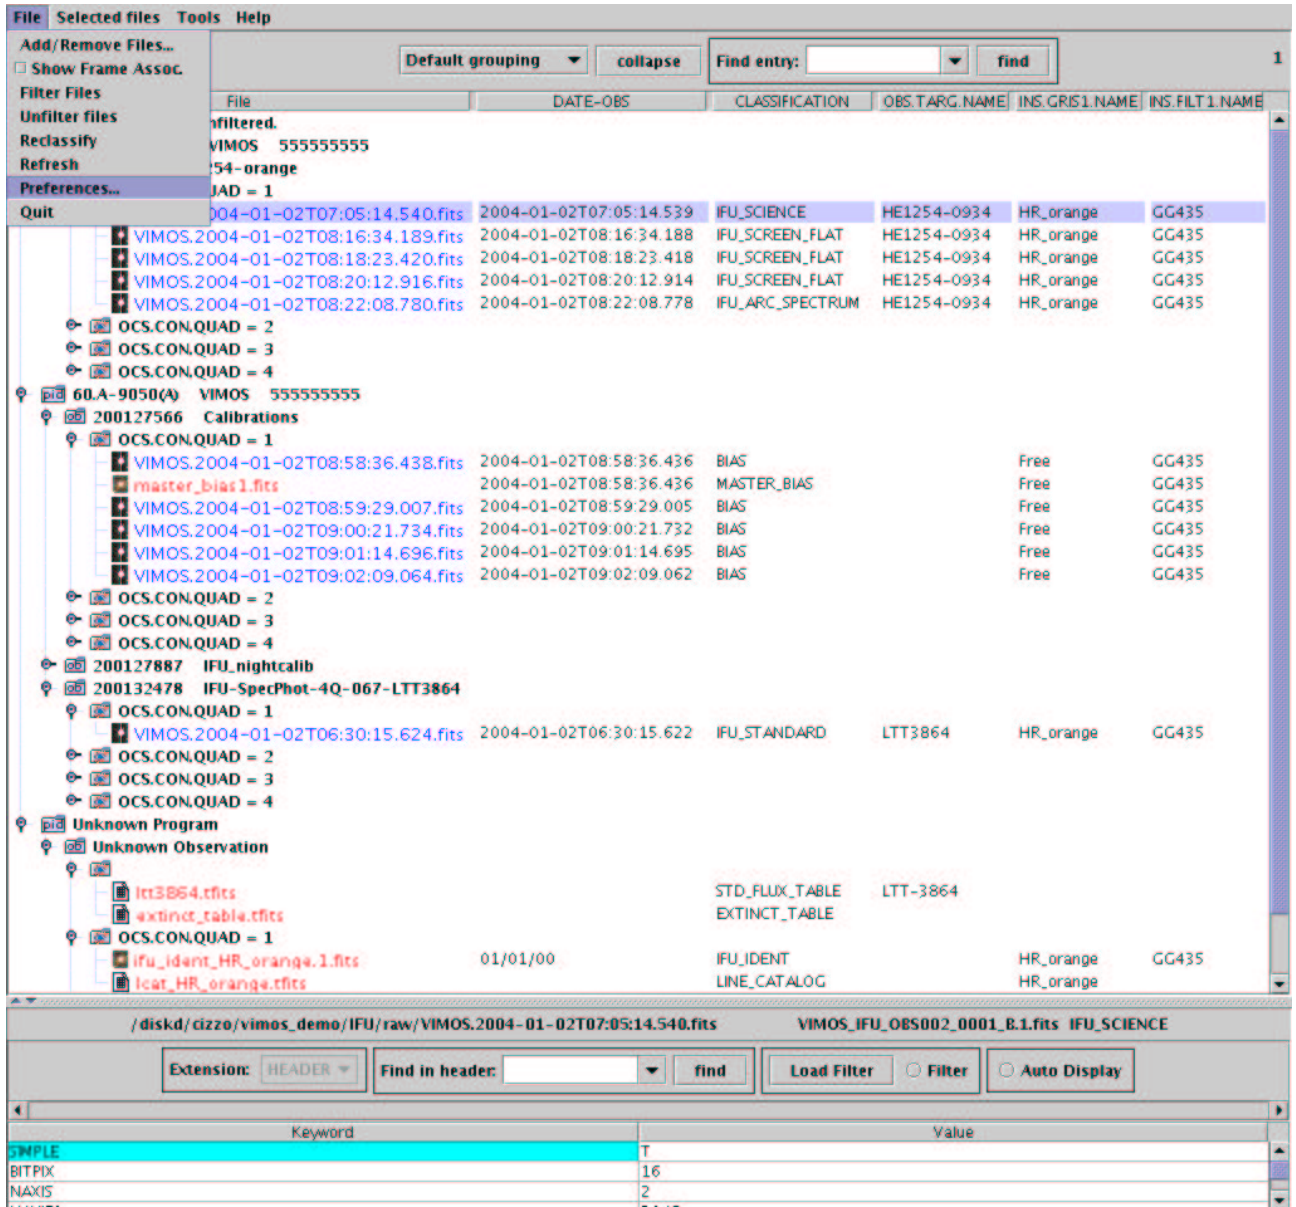 File Selected files Tools Help
Add/Remove Files...
Show Frame Assoc.
Filter Files
Unfilter files
Reclassify
Refresh
Preferences...
Quit
Default grouping collapse Find entry: find 1
File DATE-OBS CLASSIFICATION OBS.TARG.NAME INS.GRIS1.NAME INS.FILT1.NAME
nfiltered.
VIMOS 555555555
54-orange
UAD = 1
004-01-02T07:05:14.540.fits 2004-01-02T07:05:14.539 IFU_SCIENCE HE1254-0934 HR_orange GG435
VIMOS.2004-01-02T08:16:34.189.fits 2004-01-02T08:16:34.188 IFU_SCREEN_FLAT HE1254-0934 HR_orange GG435
VIMOS.2004-01-02T08:18:23.420.fits 2004-01-02T08:18:23.418 IFU_SCREEN_FLAT HE1254-0934 HR_orange GG435
VIMOS.2004-01-02T08:20:12.916.fits 2004-01-02T08:20:12.914 IFU_SCREEN_FLAT HE1254-0934 HR_orange GG435
VIMOS.2004-01-02T08:22:08.780.fits 2004-01-02T08:22:08.778 IFU_ARC_SPECTRUM HE1254-0934 HR_orange GG435
OCS.CON.QUAD = 2
OCS.CON.QUAD = 3
OCS.CON.QUAD = 4
pid 60.A-9050(A) VIMOS 555555555
ob 200127566 Calibrations
OCS.CON.QUAD = 1
VIMOS.2004-01-02T08:58:36.438.fits 2004-01-02T08:58:36.436 BIAS Free GG435
master_bias1.fits 2004-01-02T08:58:36.436 MASTER_BIAS Free GG435
VIMOS.2004-01-02T08:59:29.007.fits 2004-01-02T08:59:29.005 BIAS Free GG435
VIMOS.2004-01-02T09:00:21.734.fits 2004-01-02T09:00:21.732 BIAS Free GG435
VIMOS.2004-01-02T09:01:14.696.fits 2004-01-02T09:01:14.695 BIAS Free GG435
VIMOS.2004-01-02T09:02:09.064.fits 2004-01-02T09:02:09.062 BIAS Free GG435
OCS.CON.QUAD = 2
OCS.CON.QUAD = 3
OCS.CON.QUAD = 4
ob 200127887 IFU_nightcalib
ob 200132478 IFU-SpecPhot-4Q-067-LTT3864
OCS.CON.QUAD = 1
VIMOS.2004-01-02T06:30:15.624.fits 2004-01-02T06:30:15.622 IFU_STANDARD LTT3864 HR_orange GG435
OCS.CON.QUAD = 2
OCS.CON.QUAD = 3
OCS.CON.QUAD = 4
pid Unknown Program
ob Unknown Observation
ltt3864.tfits STD_FLUX_TABLE LTT-3864
extinct_table.tfits EXTINCT_TABLE
OCS.CON.QUAD = 1
ifu_ident_HR_orange.1.fits 01/01/00 IFU_IDENT HR_orange GG435
lcat_HR_orange.tfits LINE_CATALOG HR_orange
/diskd/cizzo/vimos_demo/IFU/raw/VIMOS.2004-01-02T07:05:14.540.fits VIMOS_IFU_OBS002_0001_B.1.fits IFU_SCIENCE
Extension: HEADER Find in header: find Load Filter Filter Auto Display
Keyword Value
SIMPLE T
BITPIX 16
NAXIS 2